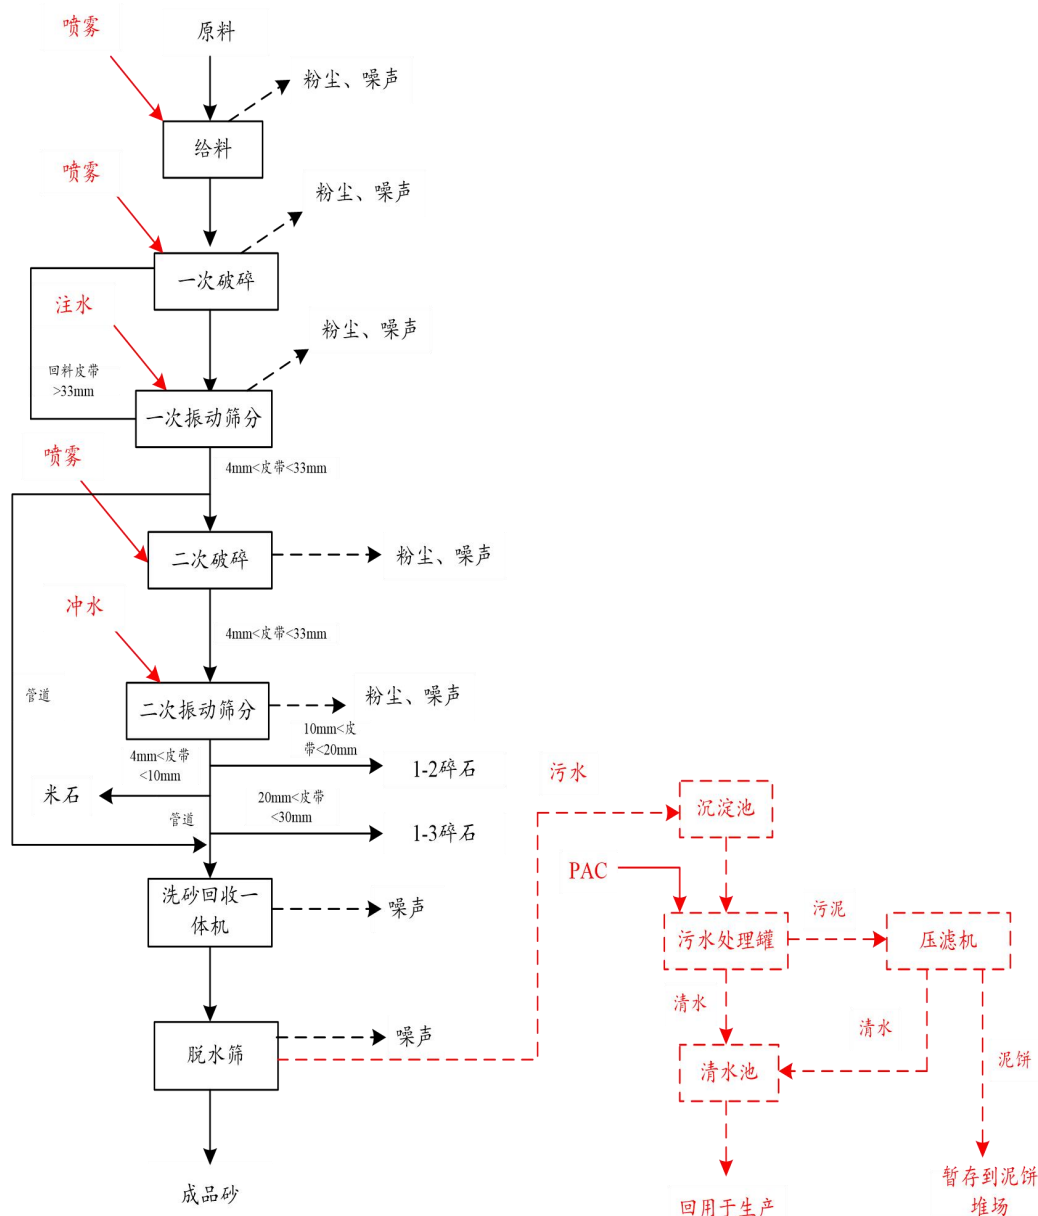 喷雾
原料
粉尘、噪声
给料
喷雾
粉尘、噪声
一次破碎
注水
粉尘、噪声
回料皮带
>33mm
一次振动筛分
喷雾
4mm<皮带<33mm
二次破碎
粉尘、噪声
冲水
4mm<皮带<33mm
管道
二次振动筛分
粉尘、噪声
10mm<皮
带<20mm
4mm<皮带
<10mm
1-2碎石
米石
20mm<皮带
<30mm
管道
1-3碎石
洗砂回收一
体机
噪声
脱水筛
噪声
成品砂
污水
沉淀池
PAC
污水处理罐
污泥
压滤机
清水
清水
清水池
泥饼
回用于生产
暂存到泥饼
堆场